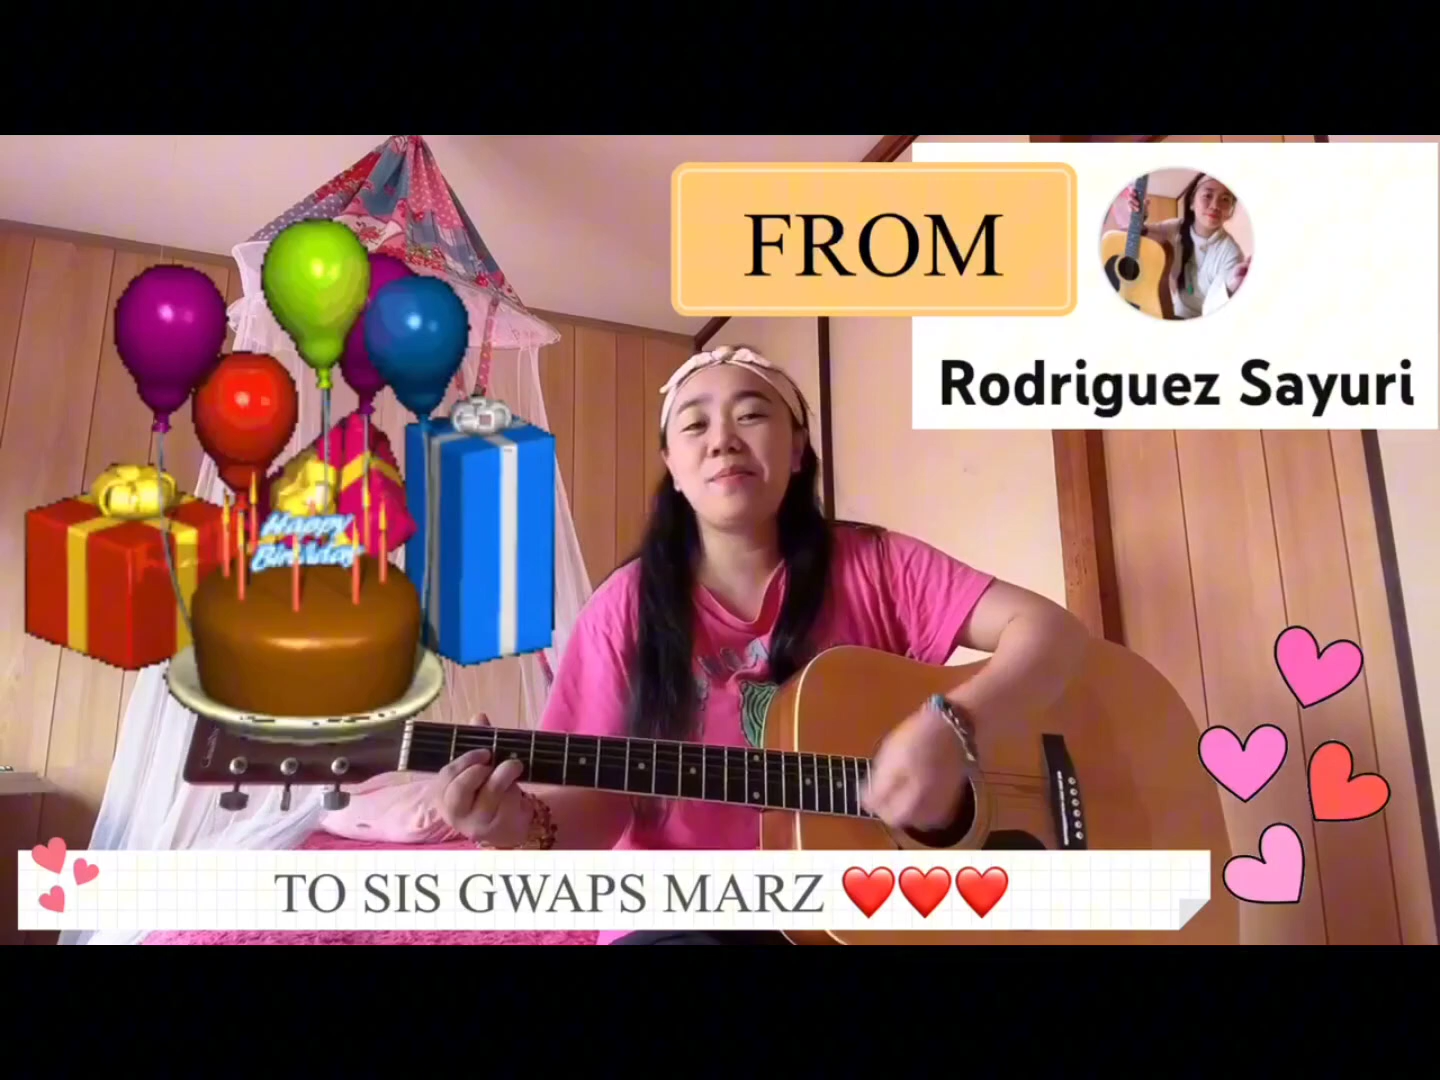 FROM
Rodriguez Sayuri
Happy
Birthday
TO SIS GWAPS MARZ ❤️❤️❤️